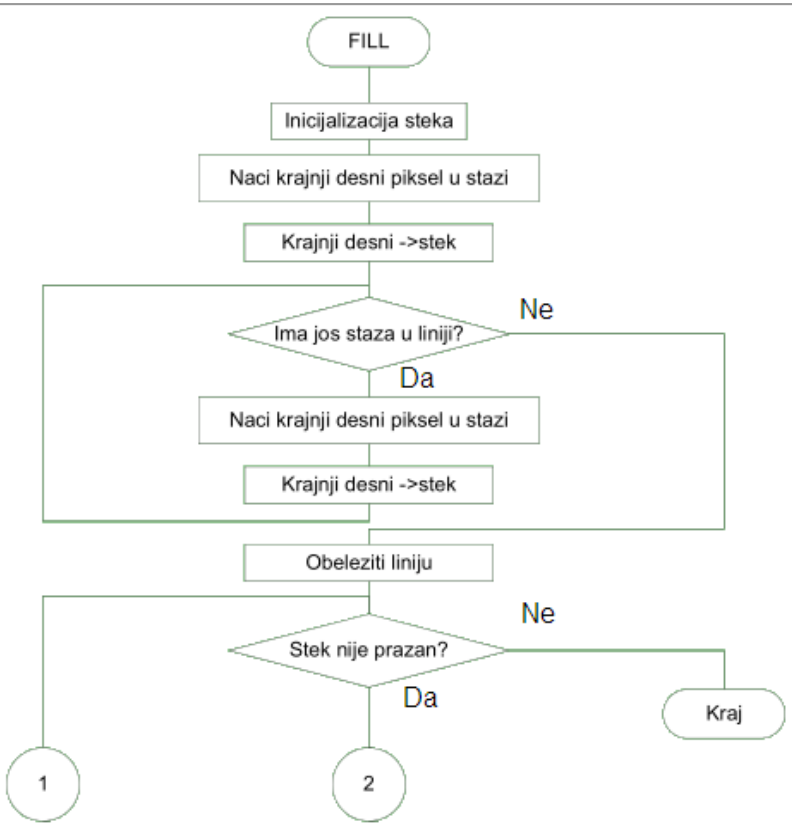 FILL
Inicijalizacija steka
Naci krajnji desni piksel u stazi
Krajnji desni ->stek
Ima jos staza u liniji?
Ne
Da
Naci krajnji desni piksel u stazi
Krajnji desni ->stek
Obeleziti liniju
Stek nije prazan?
Ne
Da
Kraj
1
2